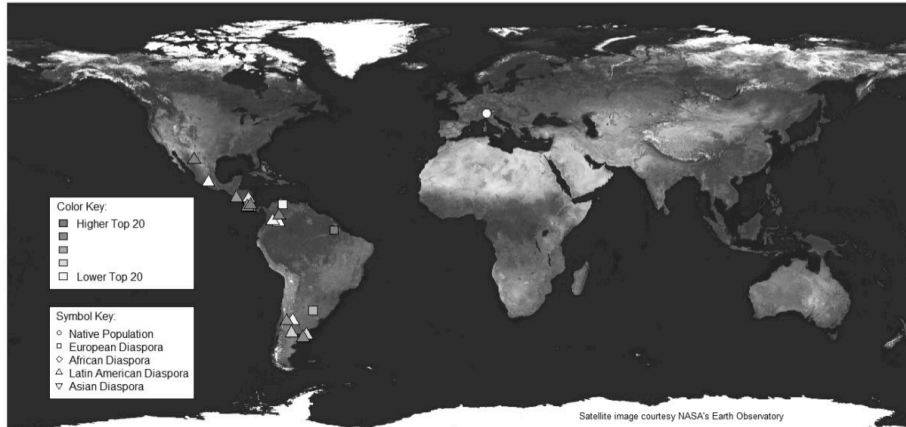 Color Key:
Higher Top 20
Lower Top 20
Symbol Key:
Native Population
European Diaspora
African Diaspora
Latin American Diaspora
Asian Diaspora
Satellite image courtesy NASA's Earth Observatory